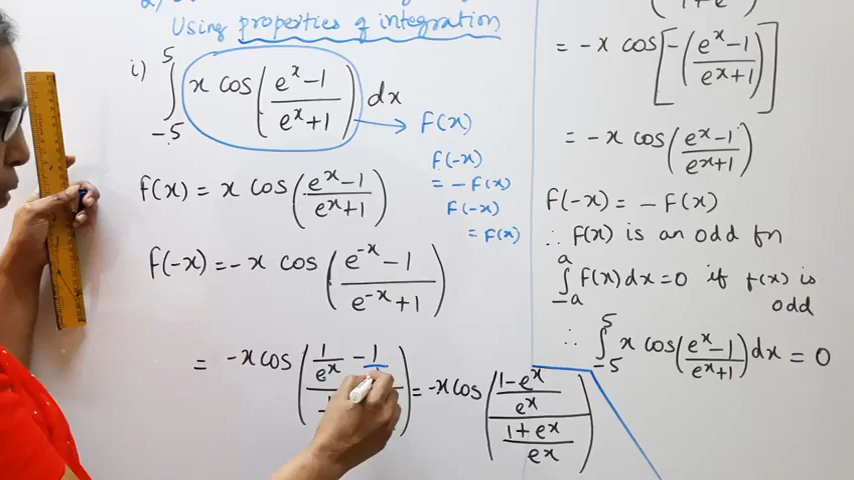 Using properties of integration
i) ∫_{-5}^{5} x cos((e^x-1)/(e^x+1)) dx
→ F(x)
F(-x)
= -F(x)
F(-x)
= F(x)
f(x) = x cos((e^x-1)/(e^x+1))
f(-x) = -x cos((e^{-x}-1)/(e^{-x}+1))
= -x cos((1/e^x - 1
= -x cos(((1-e^x)/e^x)/((1+e^x)/e^x))
= -x cos[-((e^x-1)/(e^x+1))]
= -x cos((e^x-1)/(e^x+1))
F(-x) = -F(x)
∴ F(x) is an odd fn
∫_{-a}^{a} F(x)dx=0 if f(x) is
odd
∴ ∫_{-5}^{5} x cos((e^x-1)/(e^x+1))dx = 0